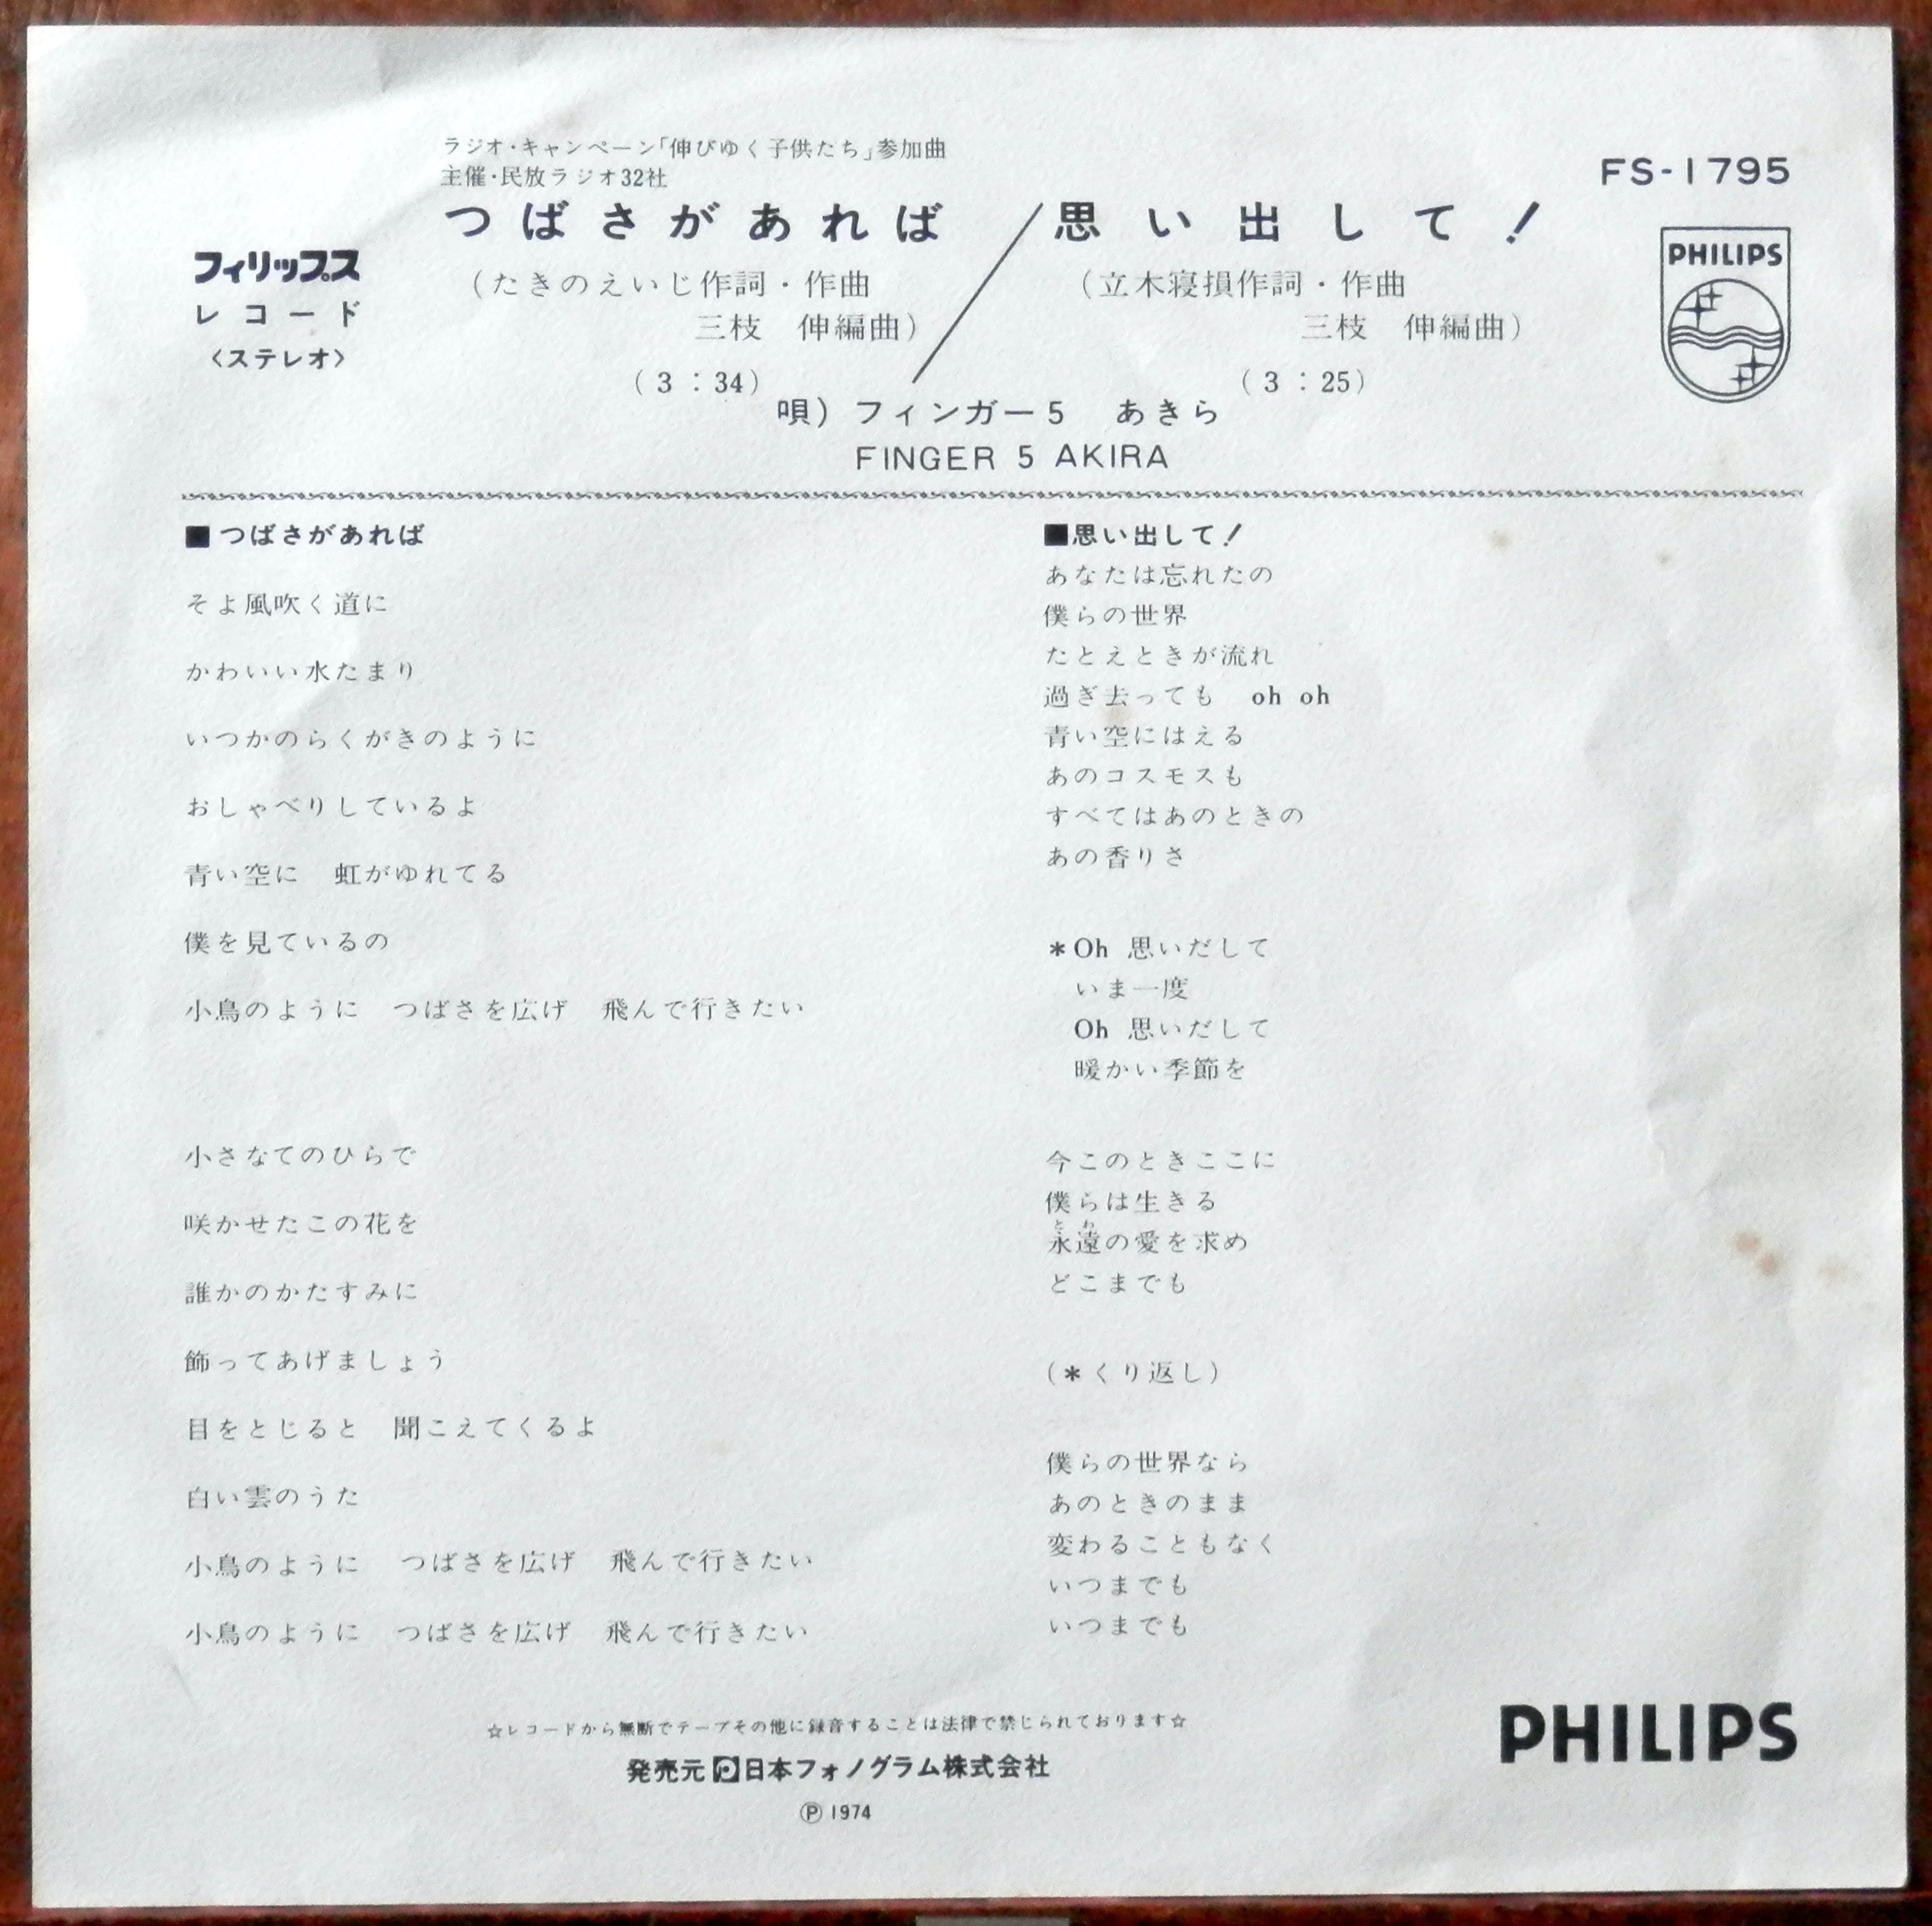 ラジオ・キャンペーン「伸びゆく子供たち」参加曲
主催・民放ラジオ32社
FS-1795
フィリップス
レコード
〈ステレオ〉
つばさがあれば／思い出して！
（たきのえいじ作詞・作曲
三枝　伸編曲）
（3：34）
（立木寝損作詞・作曲
三枝　伸編曲）
（3：25）
PHILIPS
唄）フィンガー5　あきら
FINGER 5 AKIRA
■つばさがあれば
そよ風吹く道に
かわいい水たまり
いつかのらくがきのように
おしゃべりしているよ
青い空に　虹がゆれてる
僕を見ているの
小鳥のように　つばさを広げ　飛んで行きたい
小さなてのひらで
咲かせたこの花を
誰かのかたすみに
飾ってあげましょう
目をとじると　聞こえてくるよ
白い雲のうた
小鳥のように　つばさを広げ　飛んで行きたい
小鳥のように　つばさを広げ　飛んで行きたい
■思い出して！
あなたは忘れたの
僕らの世界
たとえときが流れ
過ぎ去っても　oh oh
青い空にはえる
あのコスモスも
すべてはあのときの
あの香りさ
＊Oh 思いだして
いま一度
Oh 思いだして
暖かい季節を
今このときここに
僕らは生きる
とわ
永遠の愛を求め
どこまでも
（＊くり返し）
僕らの世界なら
あのときのまま
変わることもなく
いつまでも
いつまでも
☆レコードから無断でテープその他に録音することは法律で禁じられております☆
発売元 日本フォノグラム株式会社
Ⓟ1974
PHILIPS